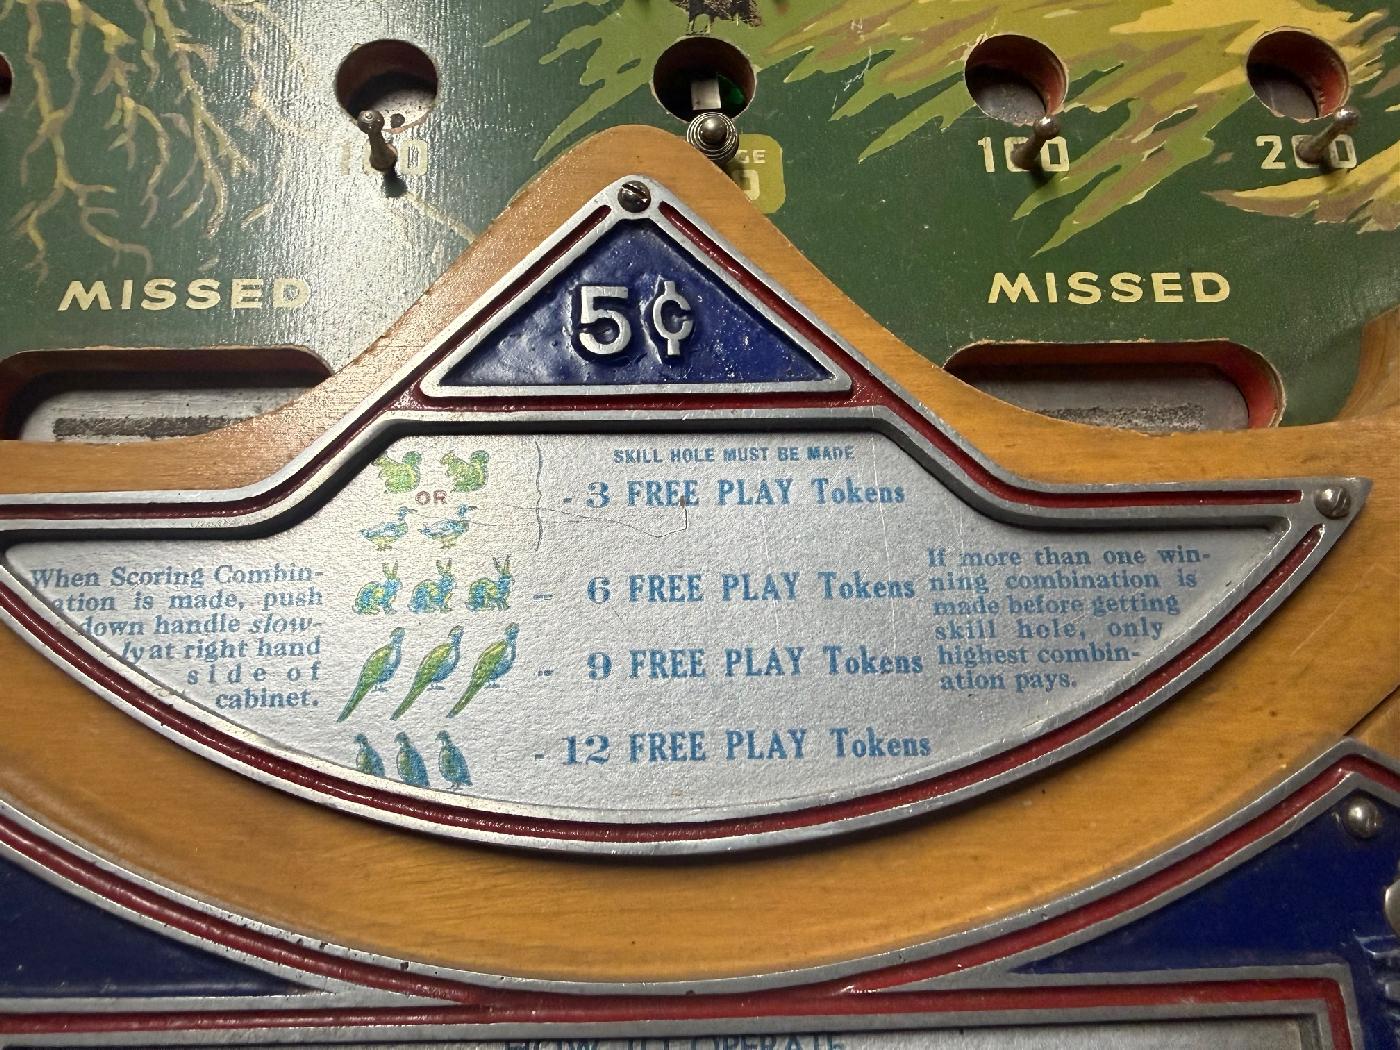 100
100
200
MISSED
MISSED
5¢
SKILL HOLE MUST BE MADE
OR
- 3 FREE PLAY Tokens
- 6 FREE PLAY Tokens
- 9 FREE PLAY Tokens
- 12 FREE PLAY Tokens
When Scoring Combin-
ation is made, push
down handle slow-
ly at right hand
side of
cabinet.
If more than one win-
ning combination is
made before getting
skill hole, only
highest combin-
ation pays.